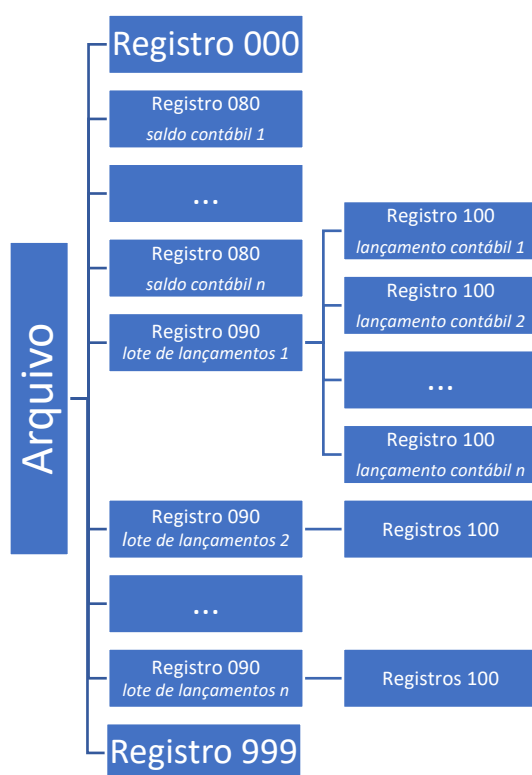 Arquivo
Registro 000
Registro 080
saldo contábil 1
...
Registro 080
saldo contábil n
Registro 090
lote de lançamentos 1
Registro 100
lançamento contábil 1
Registro 100
lançamento contábil 2
...
Registro 100
lançamento contábil n
Registro 090
lote de lançamentos 2
Registros 100
...
Registro 090
lote de lançamentos n
Registros 100
Registro 999